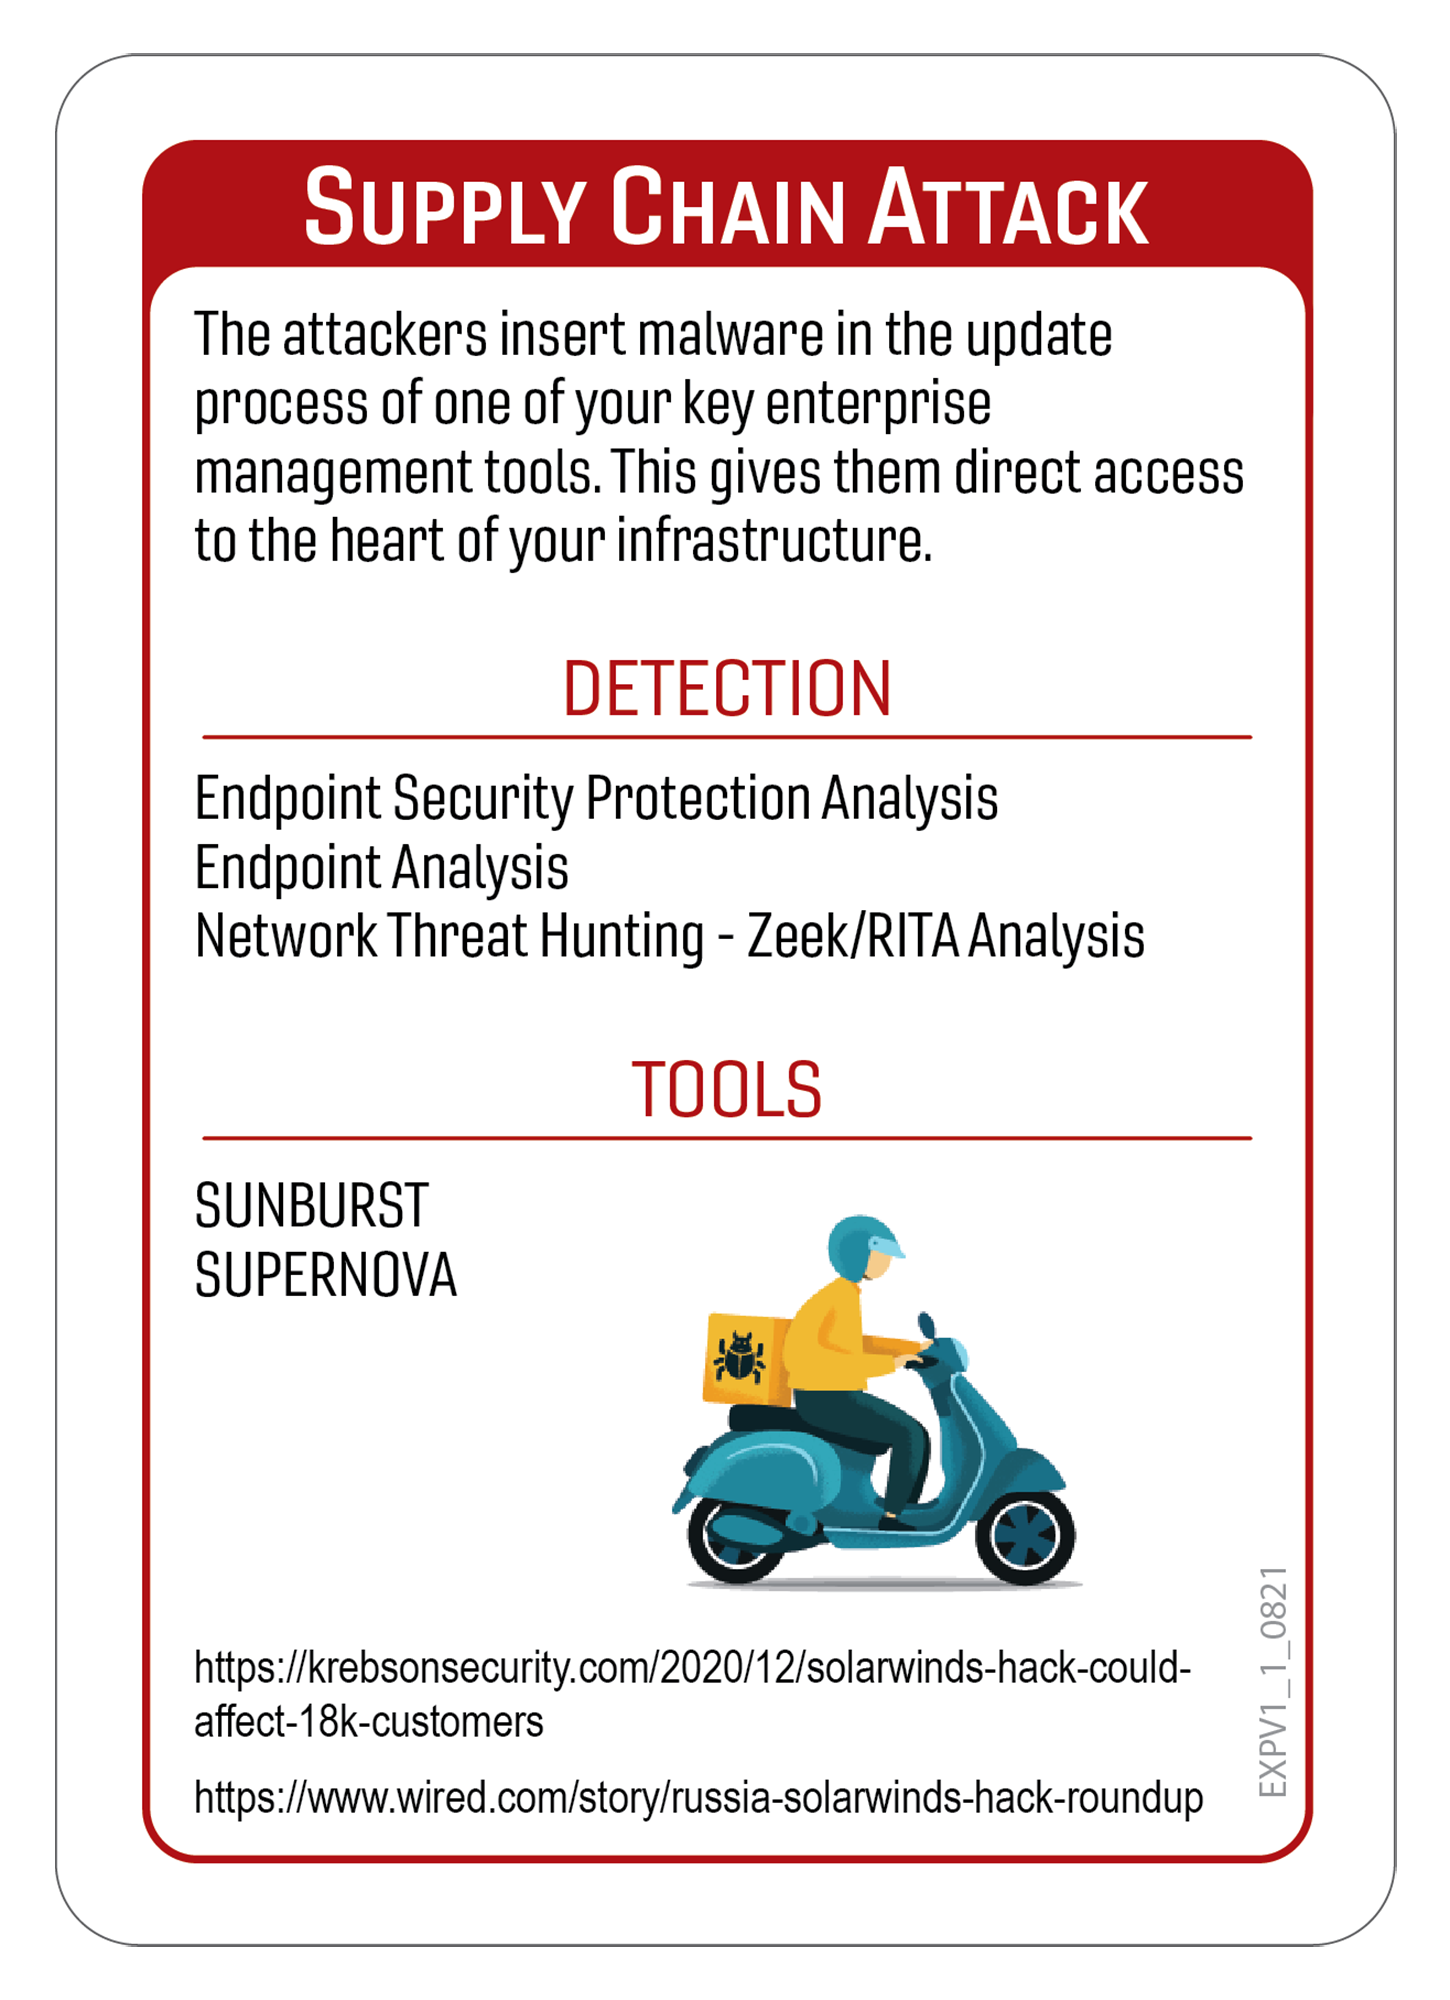 Supply Chain Attack
The attackers insert malware in the update
process of one of your key enterprise
management tools. This gives them direct access
to the heart of your infrastructure.
DETECTION
Endpoint Security Protection Analysis
Endpoint Analysis
Network Threat Hunting - Zeek/RITA Analysis
TOOLS
SUNBURST
SUPERNOVA
https://krebsonsecurity.com/2020/12/solarwinds-hack-could-
affect-18k-customers
https://www.wired.com/story/russia-solarwinds-hack-roundup
EXPV1_1_0821